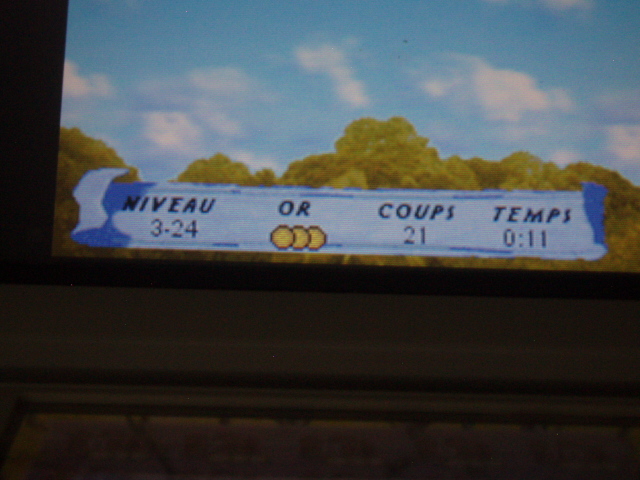 NIVEAU OR COUPS TEMPS
3-24 21 0:11